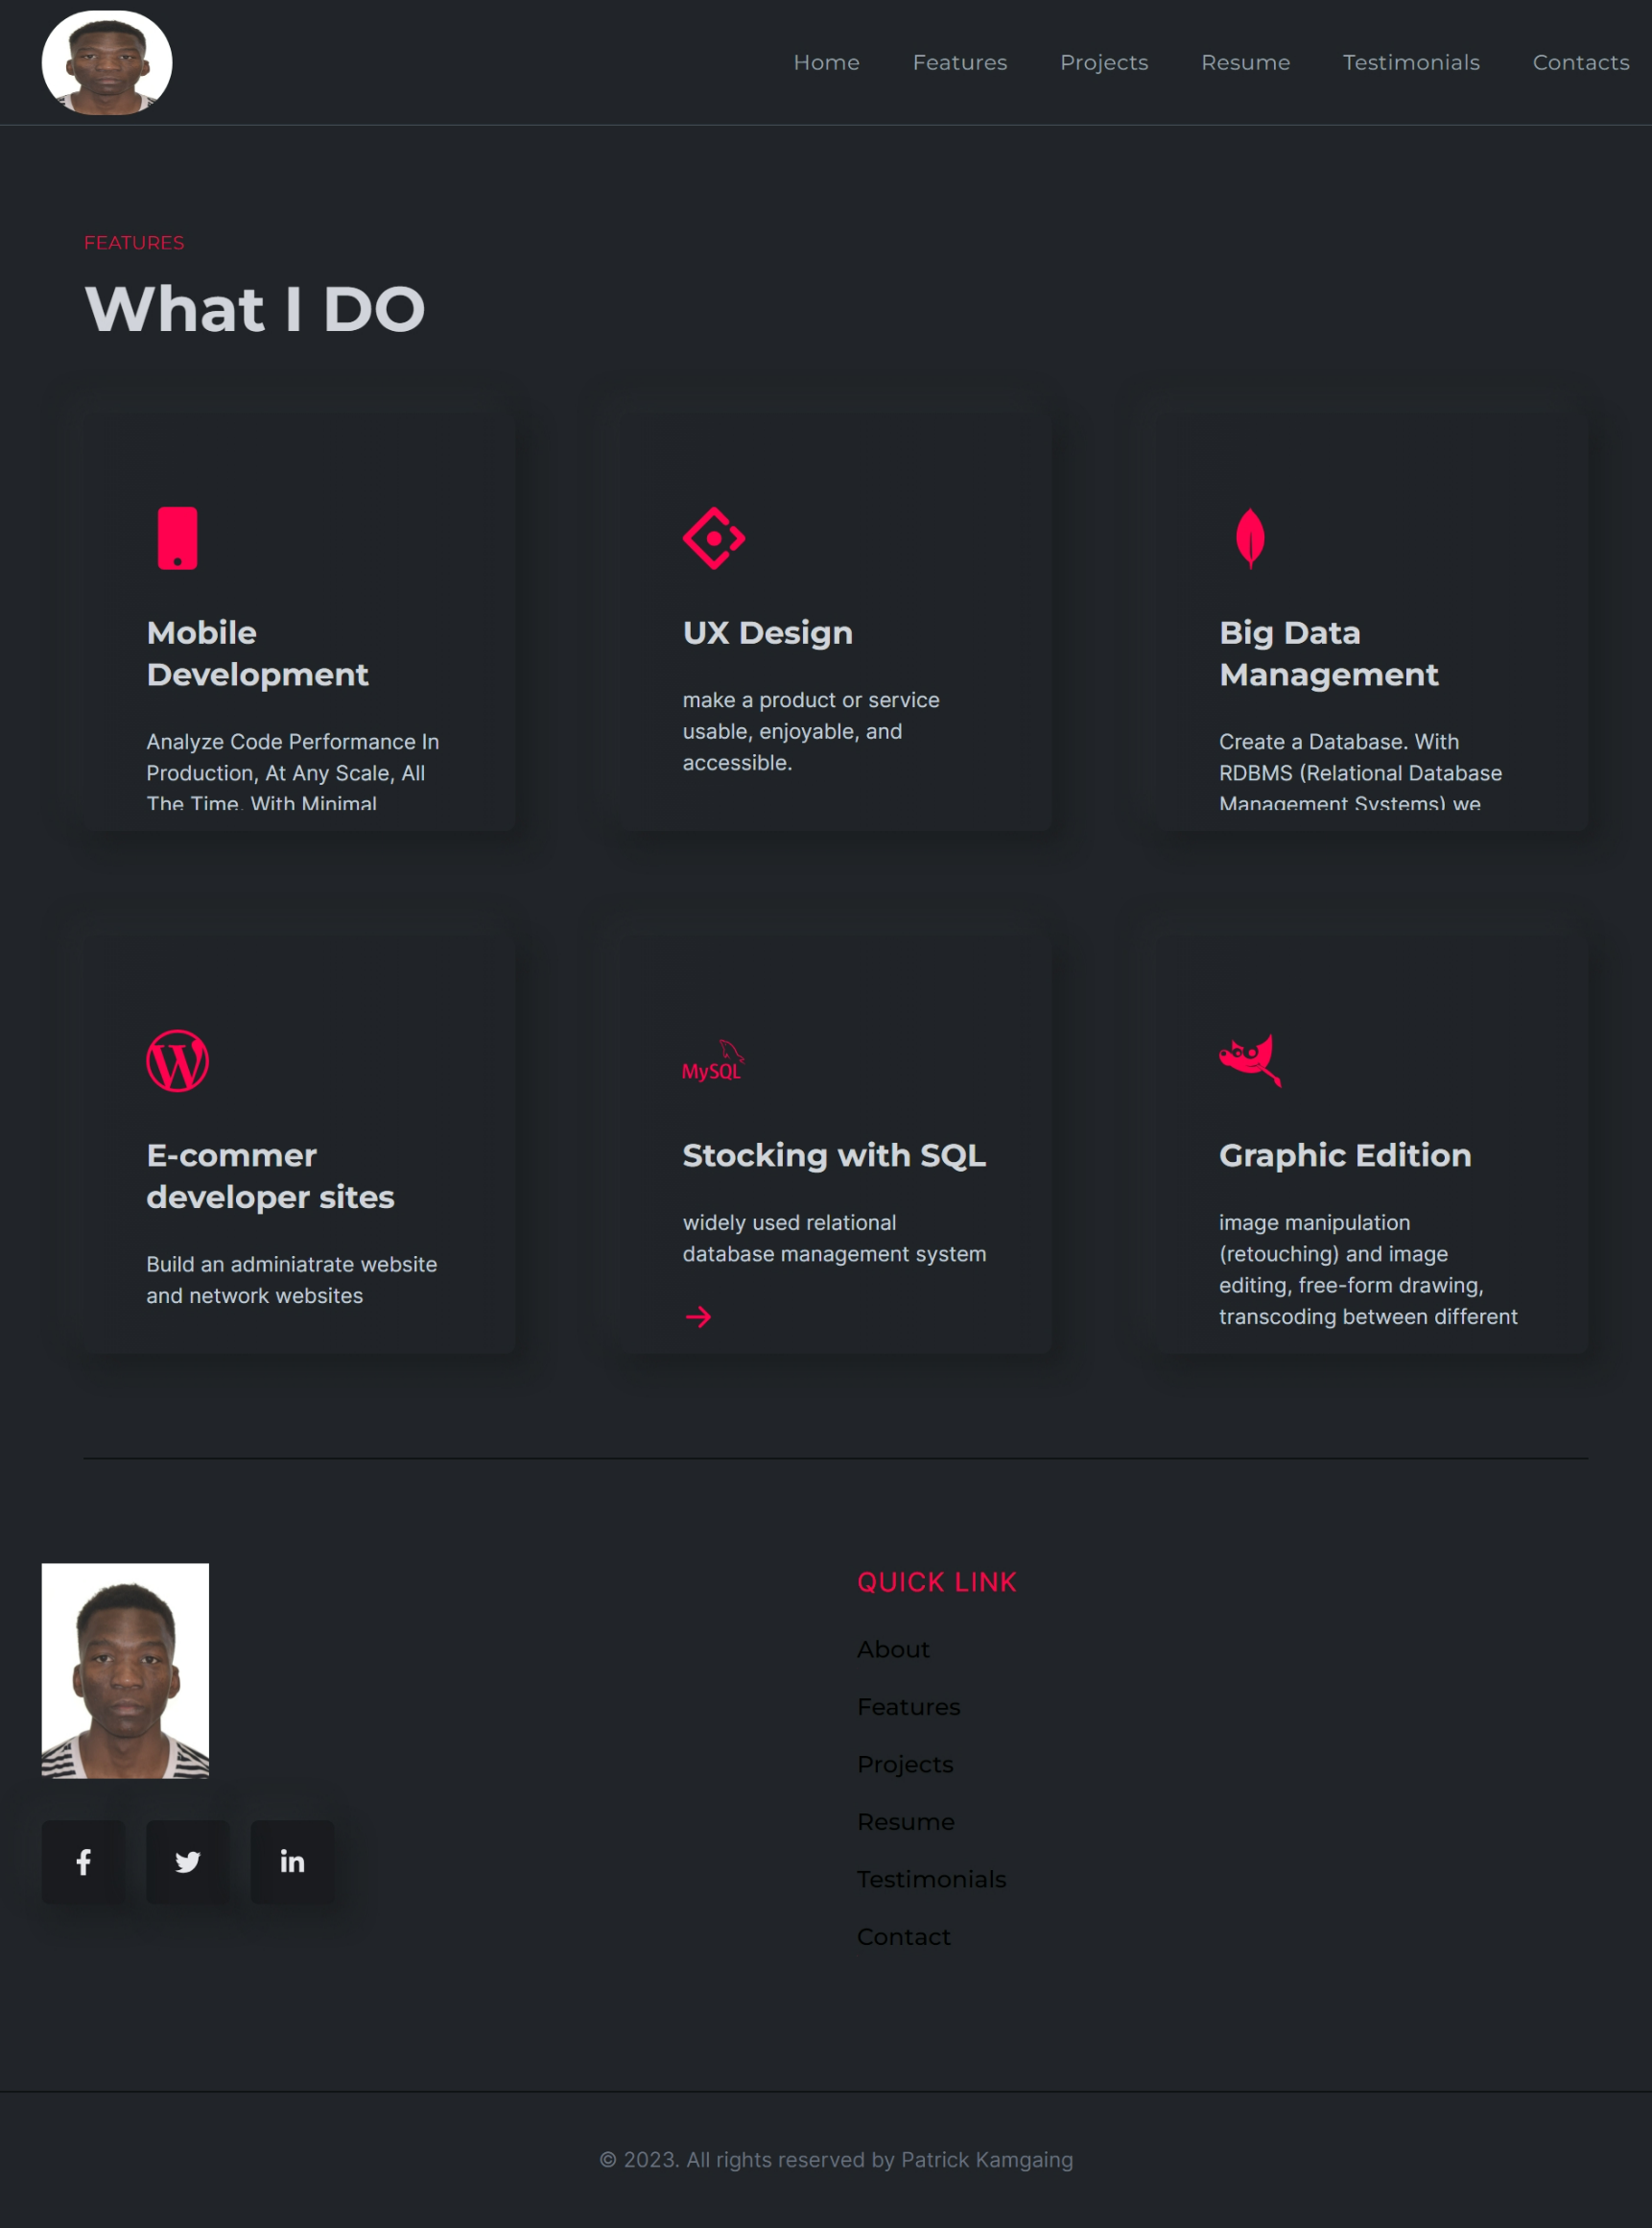 Home Features Projects Resume Testimonials Contacts
FEATURES
What I DO
Mobile
Development
Analyze Code Performance In
Production, At Any Scale, All
The Time, With Minimal
UX Design
make a product or service
usable, enjoyable, and
accessible.
Big Data
Management
Create a Database. With
RDBMS (Relational Database
Management Systems) we
E-commer
developer sites
Build an adminiatrate website
and network websites
MySQL
Stocking with SQL
widely used relational
database management system
Graphic Edition
image manipulation
(retouching) and image
editing, free-form drawing,
transcoding between different
QUICK LINK
About
Features
Projects
Resume
Testimonials
Contact
© 2023. All rights reserved by Patrick Kamgaing